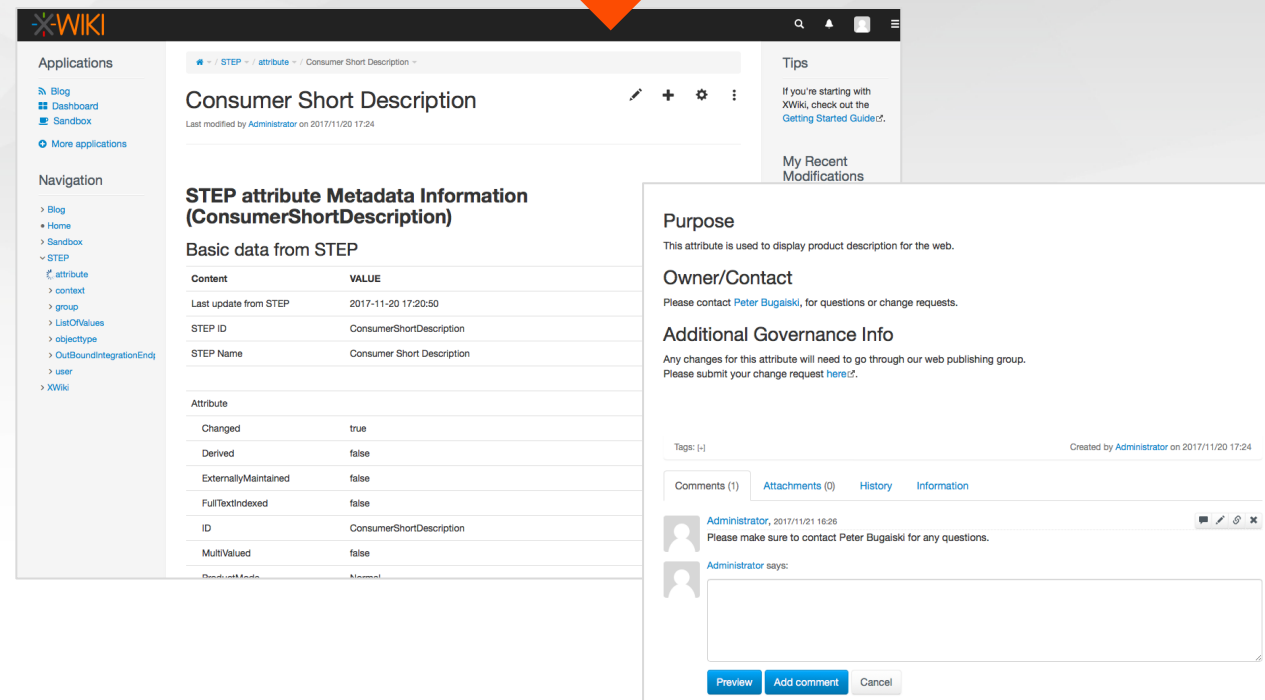 X·WIKI
Applications
Blog
Dashboard
Sandbox
More applications
Navigation
Blog
Home
Sandbox
STEP
attribute
context
group
ListOfValues
objecttype
OutBoundIntegrationEndp
user
XWiki
/ STEP / attribute / Consumer Short Description
Consumer Short Description
Last modified by Administrator on 2017/11/20 17:24
STEP attribute Metadata Information
(ConsumerShortDescription)
Basic data from STEP
Content VALUE
Last update from STEP 2017-11-20 17:20:50
STEP ID ConsumerShortDescription
STEP Name Consumer Short Description
Attribute
Changed true
Derived false
ExternallyMaintained false
FullTextIndexed false
ID ConsumerShortDescription
MultiValued false
ProductMode Normal
Tips
If you're starting with
XWiki, check out the
Getting Started Guide.
My Recent
Modifications
Purpose
This attribute is used to display product description for the web.
Owner/Contact
Please contact Peter Bugaiski, for questions or change requests.
Additional Governance Info
Any changes for this attribute will need to go through our web publishing group.
Please submit your change request here.
Tags: [+] Created by Administrator on 2017/11/20 17:24
Comments (1) Attachments (0) History Information
Administrator, 2017/11/21 16:26
Please make sure to contact Peter Bugaiski for any questions.
Administrator says:
Preview Add comment Cancel